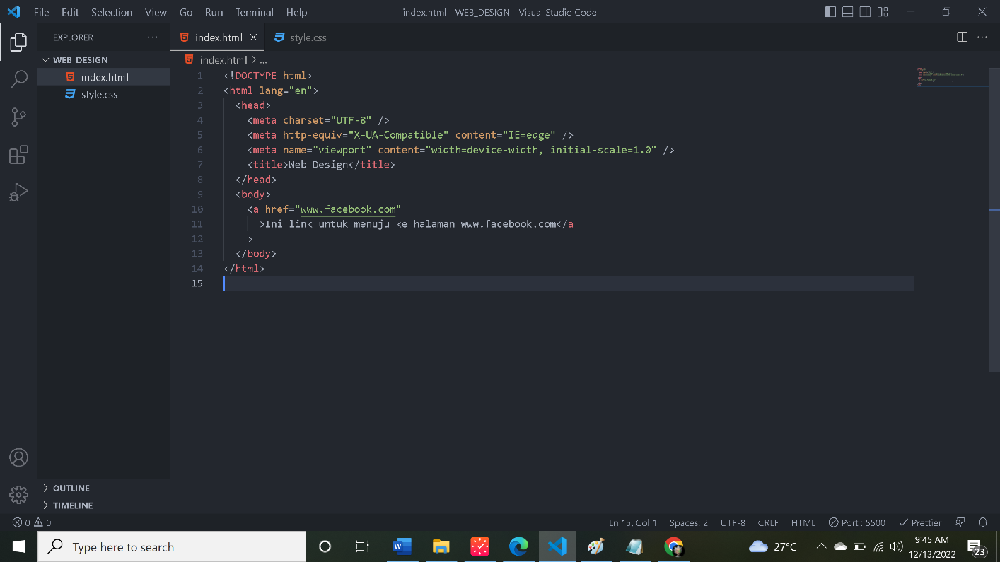 File Edit Selection View Go Run Terminal Help
index.html - WEB_DESIGN - Visual Studio Code
EXPLORER
WEB_DESIGN
index.html
style.css
OUTLINE
TIMELINE
index.html
style.css
index.html > ...
1 <!DOCTYPE html>
2 <html lang="en">
3 <head>
4 <meta charset="UTF-8" />
5 <meta http-equiv="X-UA-Compatible" content="IE=edge" />
6 <meta name="viewport" content="width=device-width, initial-scale=1.0" />
7 <title>Web Design</title>
8 </head>
9 <body>
10 <a href="www.facebook.com"
11 >Ini link untuk menuju ke halaman www.facebook.com</a
12 >
13 </body>
14 </html>
15
0 0
Ln 15, Col 1 Spaces: 2 UTF-8 CRLF HTML Port : 5500 Prettier
Type here to search
27°C
9:45 AM
12/13/2022
23